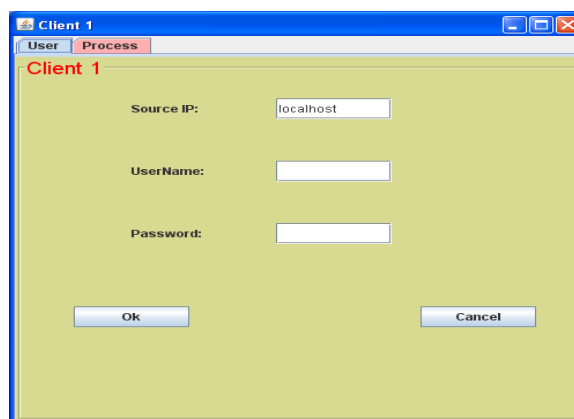 Client 1
User Process
Client 1
Source IP: localhost
UserName:
Password:
Ok Cancel